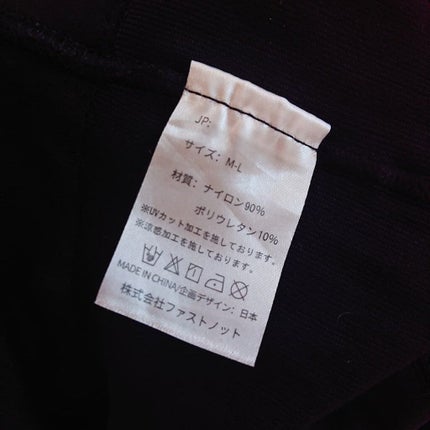 JP:
サイズ: M-L
材質: ナイロン90%
ポリウレタン10%
※UVカット加工を施しております。
※涼感加工を施しております。
MADE IN CHINA/企画デザイン: 日本
株式会社ファストノット